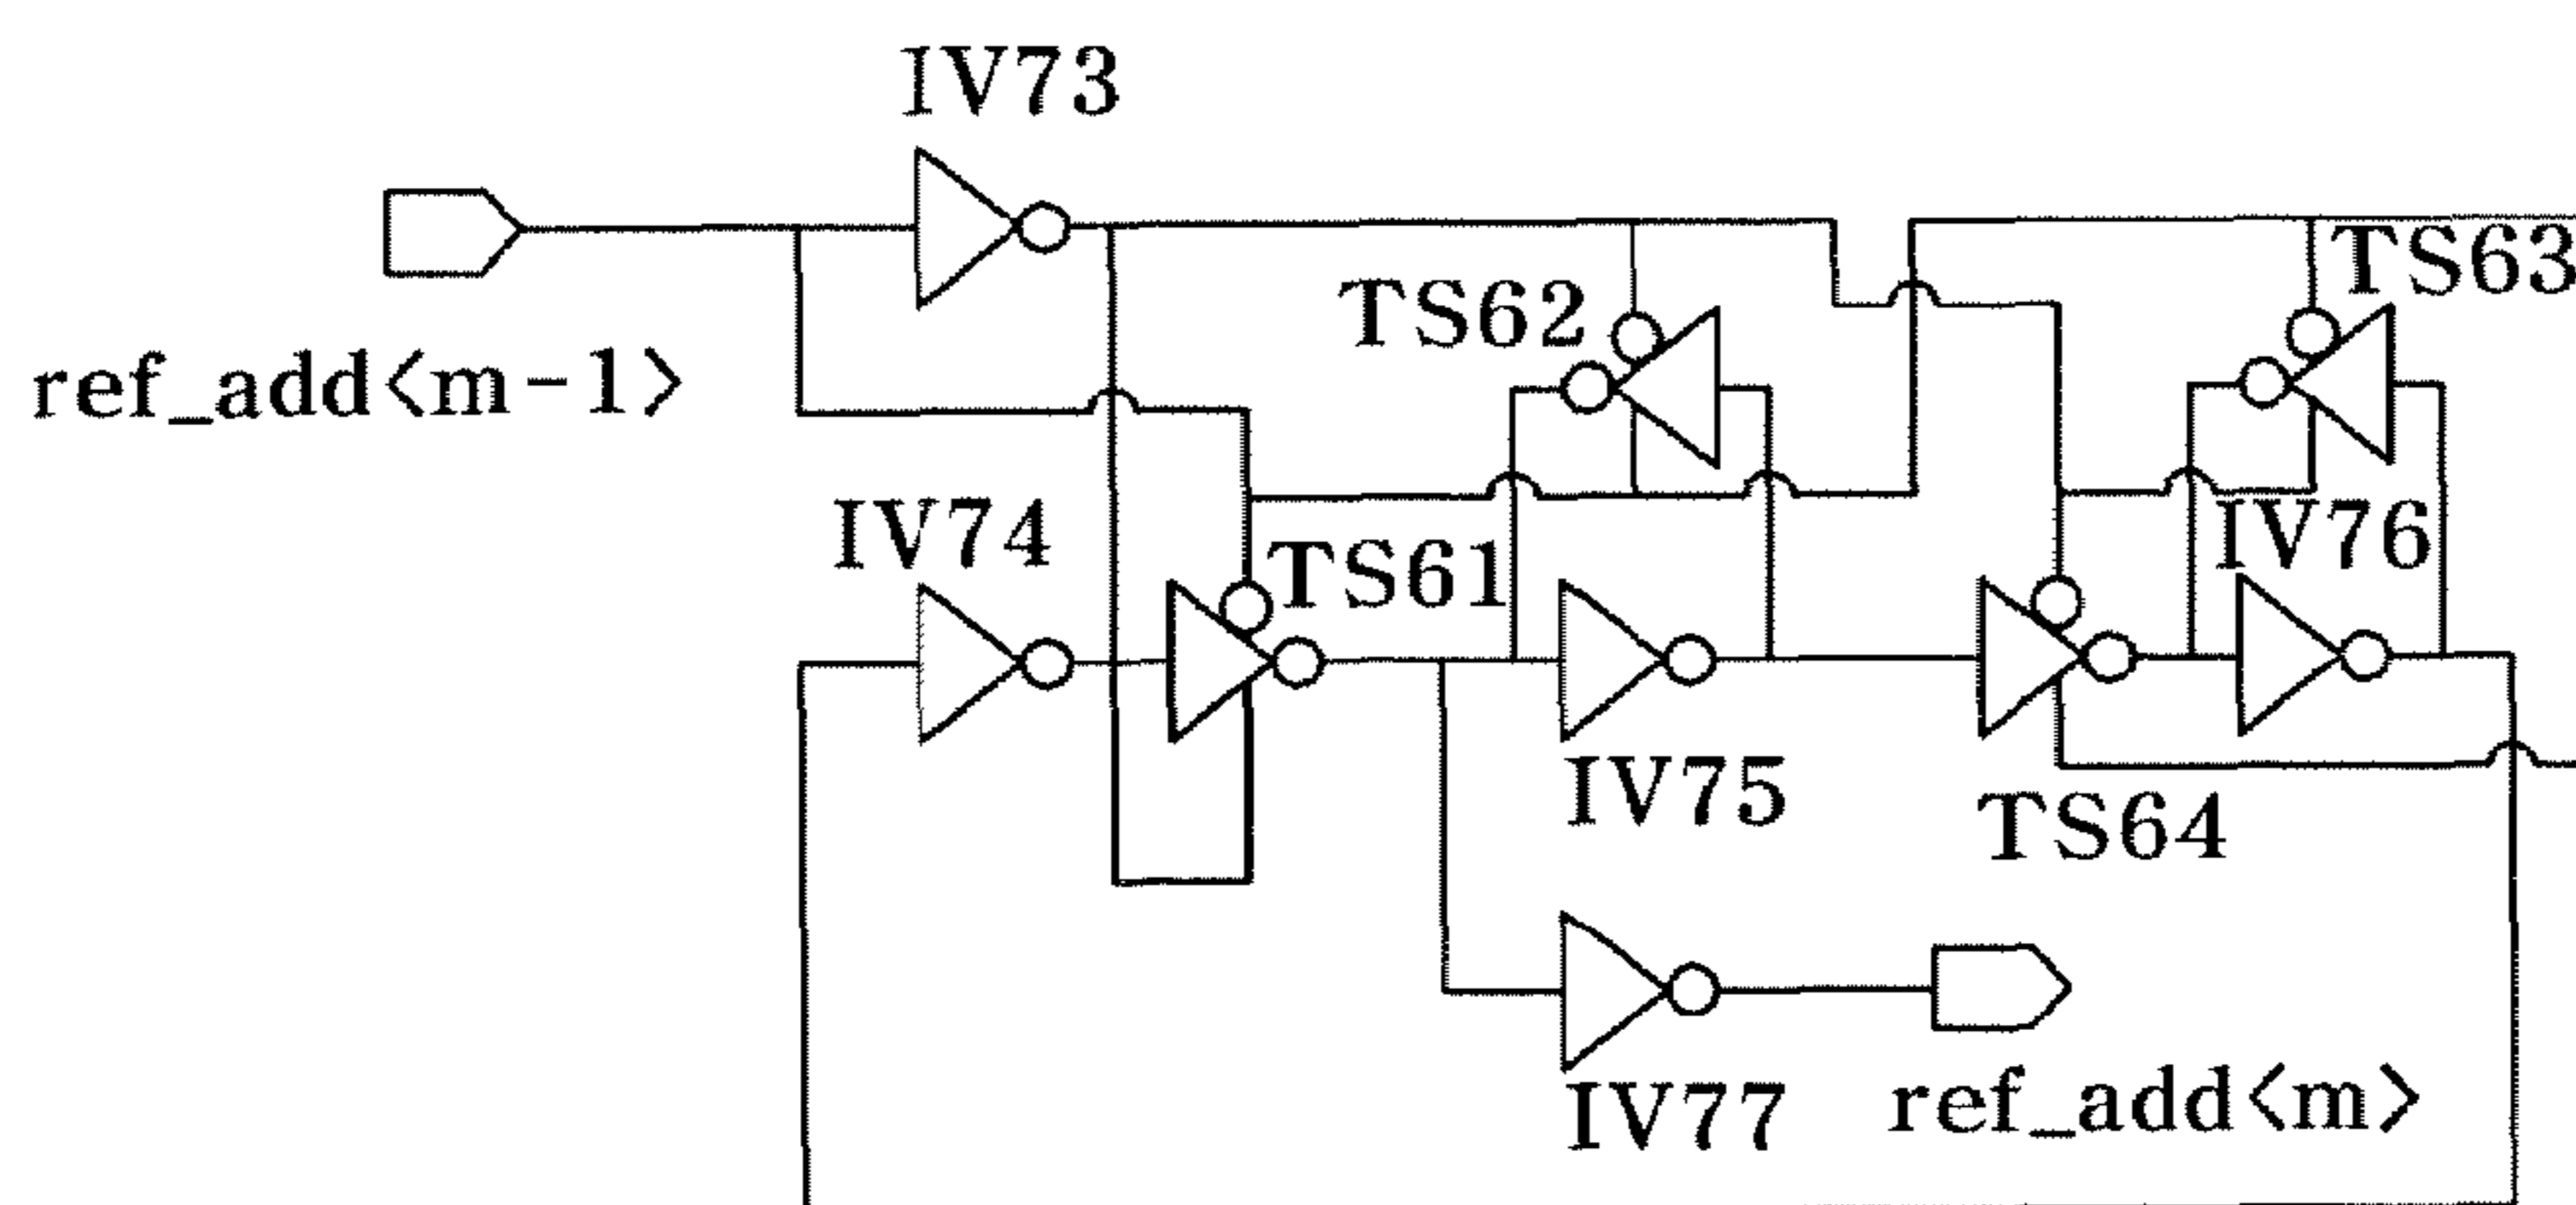 IV73
TS63
TS62
ref_add<m-1>
IV74
TS61
IV76
IV75
TS64
IV77
ref_add<m>